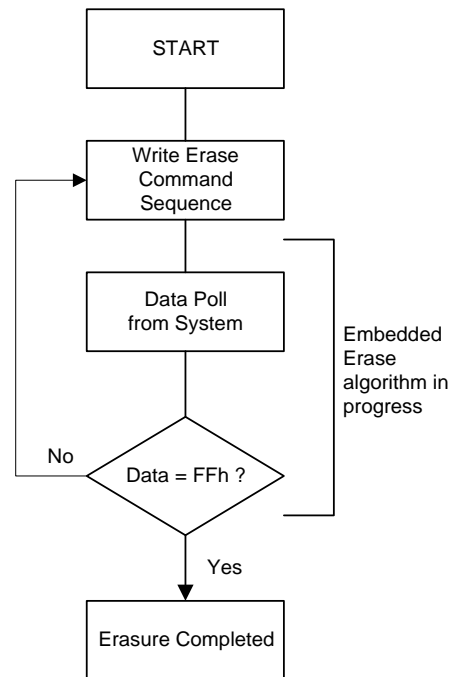 START
Write Erase
Command
Sequence
Data Poll
from System
Embedded
Erase
algorithm in
progress
No
Data = FFh ?
Yes
Erasure Completed